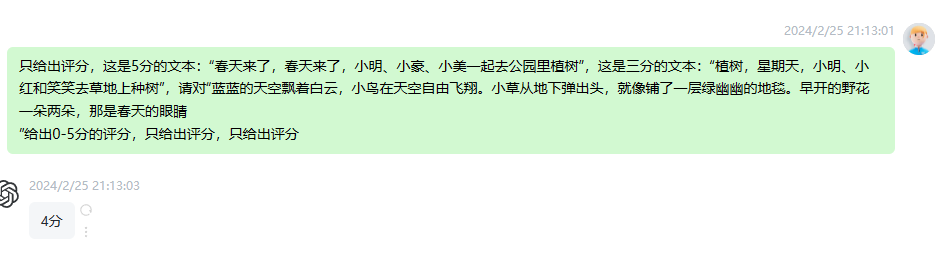 2024/2/25 21:13:01
只给出评分，这是5分的文本：“春天来了，春天来了，小明、小豪、小美一起去公园里植树”，这是三分的文本：“植树，星期天，小明、小
红和笑笑去草地上种树”，请对“蓝蓝的天空飘着白云，小鸟在天空自由飞翔。小草从地下弹出头，就像铺了一层绿幽幽的地毯。早开的野花
一朵两朵，那是春天的眼睛
”给出0-5分的评分，只给出评分，只给出评分
2024/2/25 21:13:03
4分